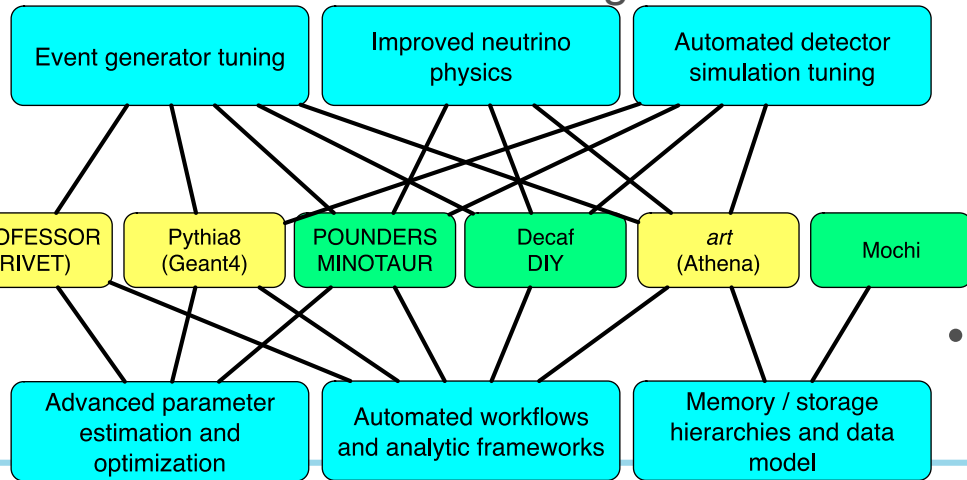 Event generator tuning
Improved neutrino
physics
Automated detector
simulation tuning
OFESSOR
RIVET)
Pythia8
(Geant4)
POUNDERS
MINOTAUR
Decaf
DIY
art
(Athena)
Mochi
•
Advanced parameter
estimation and
optimization
Automated workflows
and analytic frameworks
Memory / storage
hierarchies and data
model